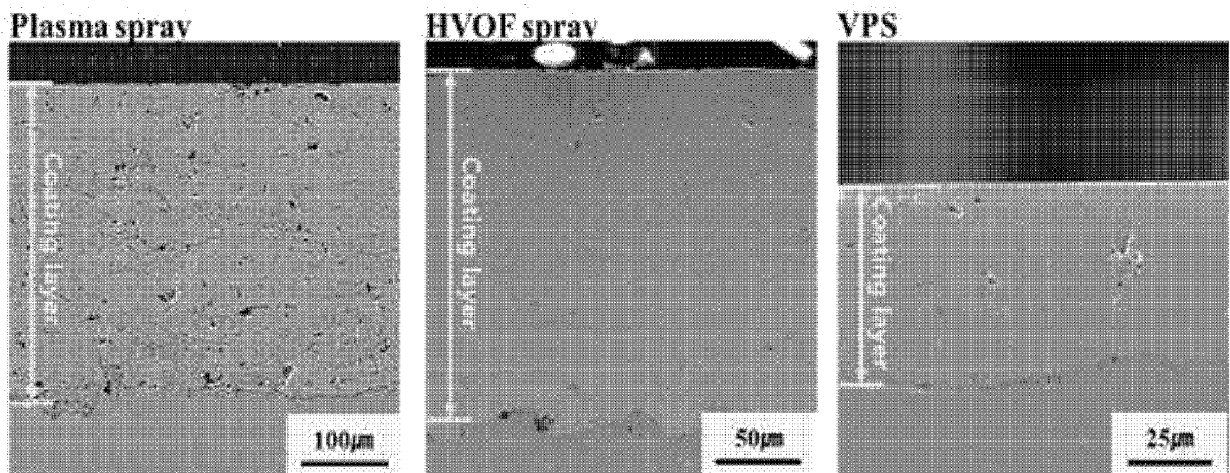 Plasma spray
HVOF spray
VPS
Coating layer
Coating layer
Coating layer
100㎛
50㎛
25㎛